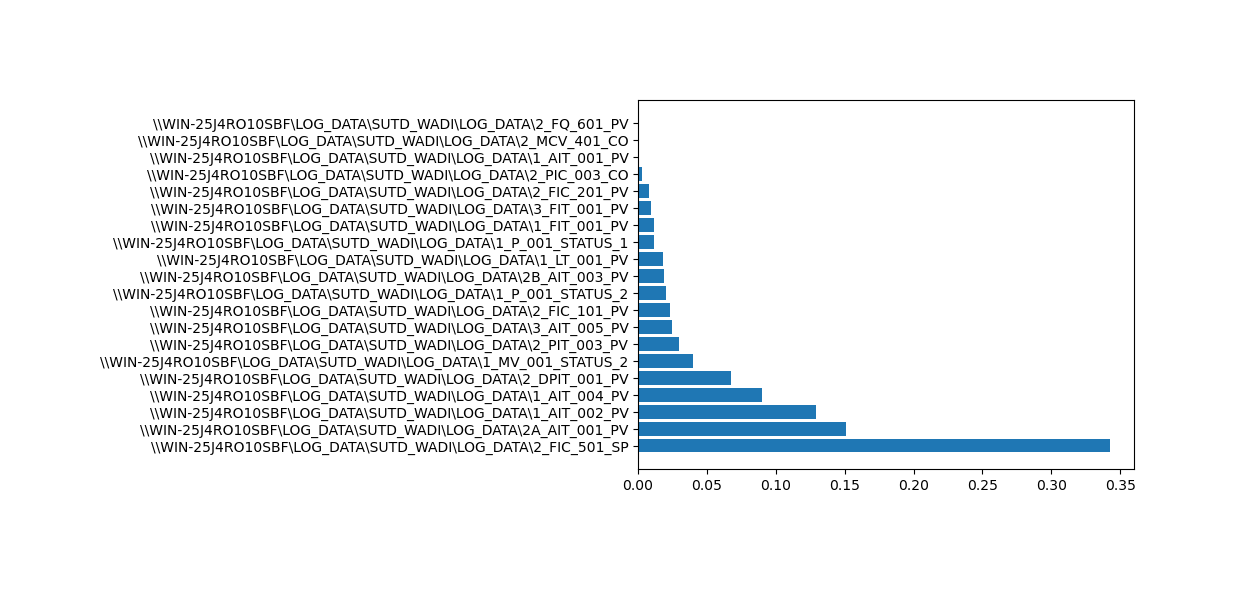 \\WIN-25J4RO10SBF\LOG_DATA\SUTD_WADI\LOG_DATA\2_FQ_601_PV
\\WIN-25J4RO10SBF\LOG_DATA\SUTD_WADI\LOG_DATA\2_MCV_401_CO
\\WIN-25J4RO10SBF\LOG_DATA\SUTD_WADI\LOG_DATA\1_AIT_001_PV
\\WIN-25J4RO10SBF\LOG_DATA\SUTD_WADI\LOG_DATA\2_PIC_003_CO
\\WIN-25J4RO10SBF\LOG_DATA\SUTD_WADI\LOG_DATA\2_FIC_201_PV
\\WIN-25J4RO10SBF\LOG_DATA\SUTD_WADI\LOG_DATA\3_FIT_001_PV
\\WIN-25J4RO10SBF\LOG_DATA\SUTD_WADI\LOG_DATA\1_FIT_001_PV
\\WIN-25J4RO10SBF\LOG_DATA\SUTD_WADI\LOG_DATA\1_P_001_STATUS_1
\\WIN-25J4RO10SBF\LOG_DATA\SUTD_WADI\LOG_DATA\1_LT_001_PV
\\WIN-25J4RO10SBF\LOG_DATA\SUTD_WADI\LOG_DATA\2B_AIT_003_PV
\\WIN-25J4RO10SBF\LOG_DATA\SUTD_WADI\LOG_DATA\1_P_001_STATUS_2
\\WIN-25J4RO10SBF\LOG_DATA\SUTD_WADI\LOG_DATA\2_FIC_101_PV
\\WIN-25J4RO10SBF\LOG_DATA\SUTD_WADI\LOG_DATA\3_AIT_005_PV
\\WIN-25J4RO10SBF\LOG_DATA\SUTD_WADI\LOG_DATA\2_PIT_003_PV
\\WIN-25J4RO10SBF\LOG_DATA\SUTD_WADI\LOG_DATA\1_MV_001_STATUS_2
\\WIN-25J4RO10SBF\LOG_DATA\SUTD_WADI\LOG_DATA\2_DPIT_001_PV
\\WIN-25J4RO10SBF\LOG_DATA\SUTD_WADI\LOG_DATA\1_AIT_004_PV
\\WIN-25J4RO10SBF\LOG_DATA\SUTD_WADI\LOG_DATA\1_AIT_002_PV
\\WIN-25J4RO10SBF\LOG_DATA\SUTD_WADI\LOG_DATA\2A_AIT_001_PV
\\WIN-25J4RO10SBF\LOG_DATA\SUTD_WADI\LOG_DATA\2_FIC_501_SP
0.00 0.05 0.10 0.15 0.20 0.25 0.30 0.35